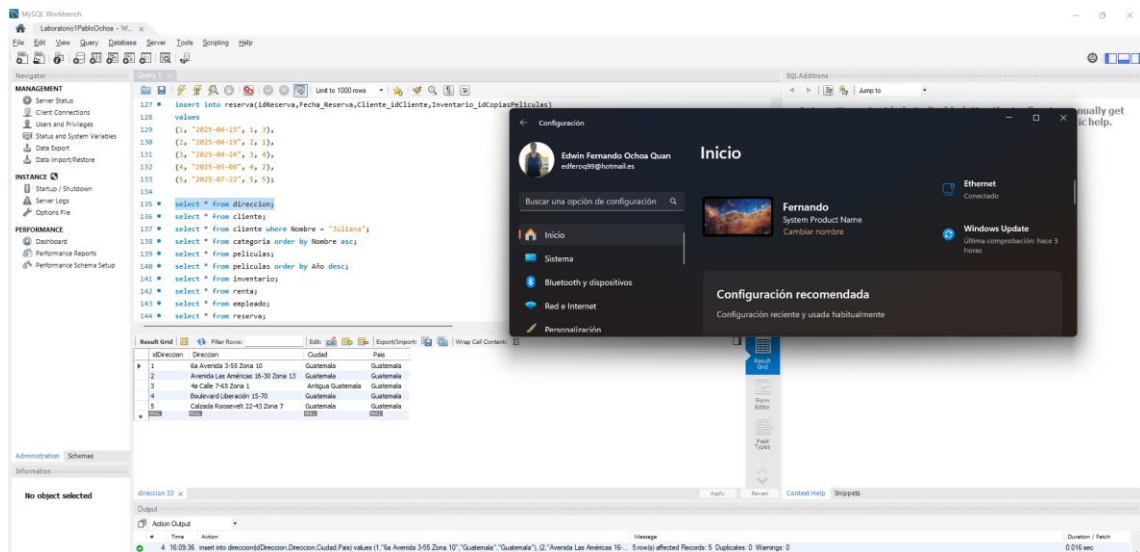 MySQL Workbench
Laboratorio1PabloOchoa - W...
File Edit View Query Database Server Tools Scripting Help
Navigator
MANAGEMENT
Server Status
Client Connections
Users and Privileges
Status and System Variables
Data Export
Data Import/Restore
INSTANCE
Startup / Shutdown
Server Logs
Options File
PERFORMANCE
Dashboard
Performance Reports
Performance Schema Setup
Administration Schemas
Information
No object selected
Query 1
Limit to 1000 rows
127 insert into reserva(idReserva,Fecha_Reserva,Cliente_idCliente,Inventario_idCopiasPeliculas)
128 values
129 (1, "2025-04-15", 1, 3),
130 (2, "2025-04-19", 2, 1),
131 (3, "2025-04-24", 3, 4),
132 (4, "2025-05-08", 4, 2),
133 (5, "2025-07-22", 5, 5);
134
135 select * from direccion;
136 select * from cliente;
137 select * from cliente where Nombre = "Juliana";
138 select * from categoria order by Nombre asc;
139 select * from peliculas;
140 select * from peliculas order by Año desc;
141 select * from inventario;
142 select * from renta;
143 select * from empleado;
144 select * from reserva;
Result Grid Filter Rows: Edit: Export/Import: Wrap Cell Content:
idDireccion Direccion Ciudad Pais
1 6a Avenida 3-55 Zona 10 Guatemala Guatemala
2 Avenida Las Américas 16-30 Zona 13 Guatemala Guatemala
3 4a Calle 7-65 Zona 1 Antigua Guatemala Guatemala
4 Boulevard Liberación 15-70 Guatemala Guatemala
5 Calzada Roosevelt 22-43 Zona 7 Guatemala Guatemala
NULL NULL NULL NULL
Result Grid
Form Editor
Field Types
direccion 33
Apply Revert
SQLAdditions
Jump to
nually get
tic help.
Context Help Snippets
Configuración
Edwin Fernando Ochoa Quan
edferoq99@hotmail.es
Buscar una opción de configuración
Inicio
Sistema
Bluetooth y dispositivos
Red e Internet
Personalización
Inicio
Fernando
System Product Name
Cambiar nombre
Ethernet
Conectado
Windows Update
Última comprobación: hace 3
horas
Configuración recomendada
Configuración reciente y usada habitualmente
Output
Action Output
# Time Action Message Duration / Fetch
4 16:09:36 insert into direccion(idDireccion,Direccion,Ciudad,Pais) values (1,"6a Avenida 3-55 Zona 10","Guatemala","Guatemala"), (2,"Avenida Las Américas 16-... 5 row(s) affected Records: 5 Duplicates: 0 Warnings: 0 0.016 sec